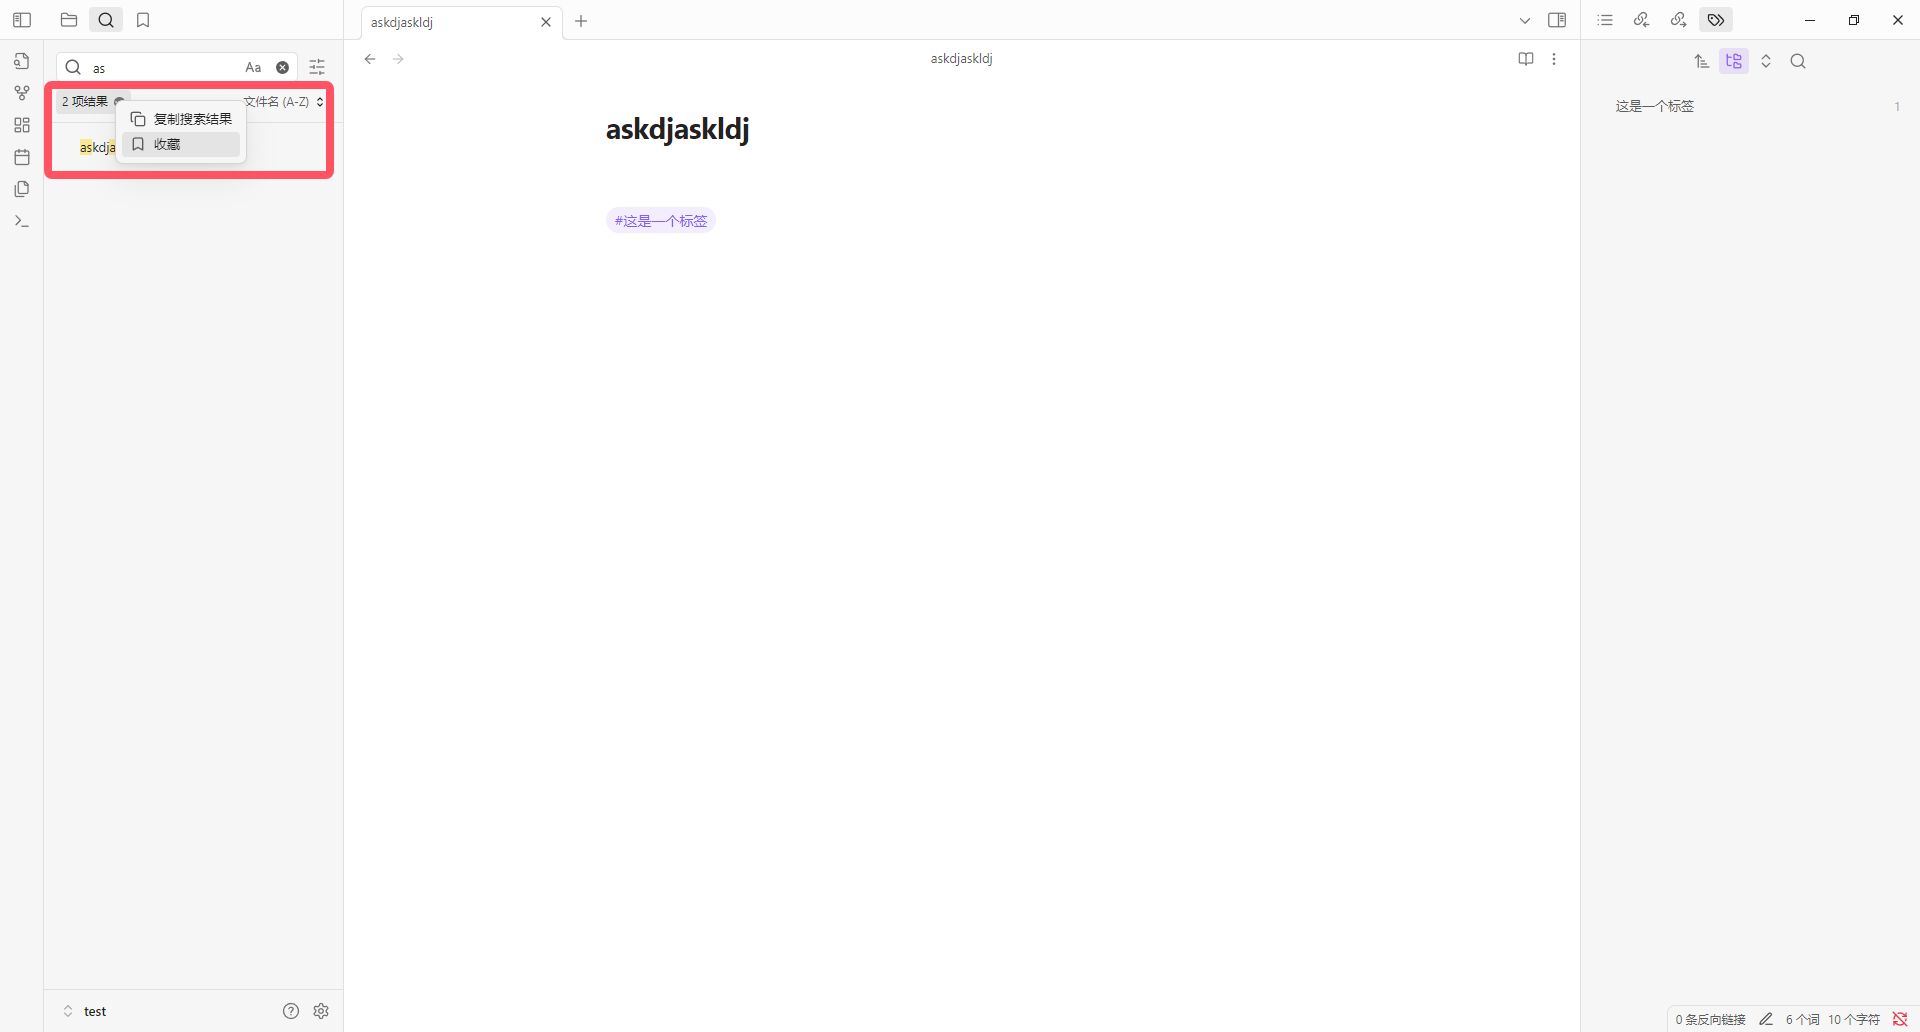 askdjaskldj
as
Aa
2 项结果
文件名 (A-Z)
复制搜索结果
收藏
askdja
askdjaskldj
askdjaskldj
#这是一个标签
这是一个标签
1
test
0 条反向链接
6 个词
10 个字符